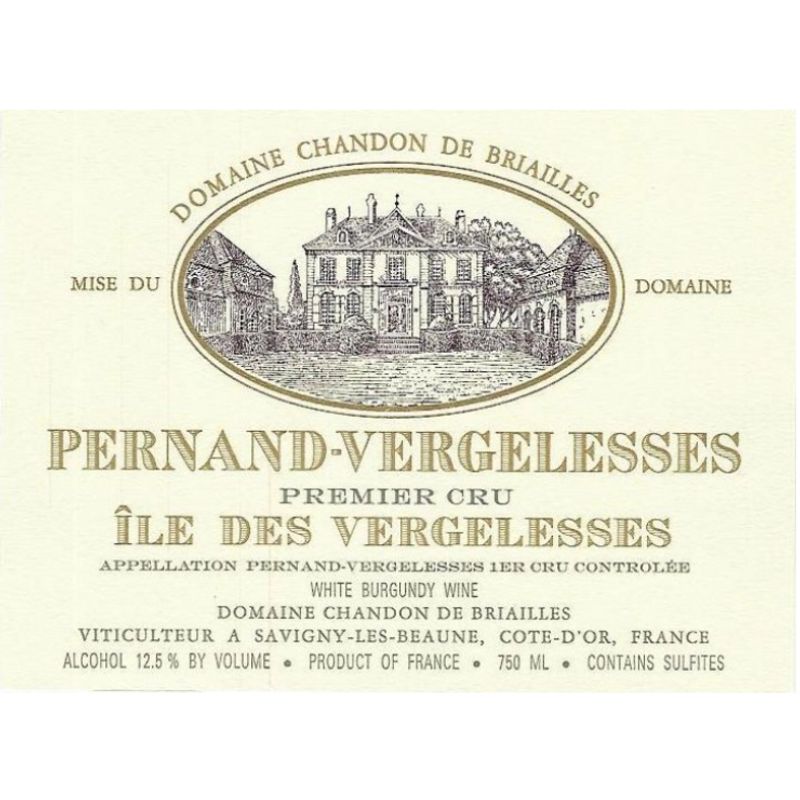 DOMAINE CHANDON DE BRIAILLES
MISE DU DOMAINE
PERNAND-VERGELESSES
PREMIER CRU
ÎLE DES VERGELESSES
APPELLATION PERNAND-VERGELESSES 1ER CRU CONTROLÉE
WHITE BURGUNDY WINE
DOMAINE CHANDON DE BRIAILLES
VITICULTEUR A SAVIGNY-LES-BEAUNE, COTE-D'OR, FRANCE
ALCOHOL 12.5 % BY VOLUME • PRODUCT OF FRANCE • 750 ML • CONTAINS SULFITES